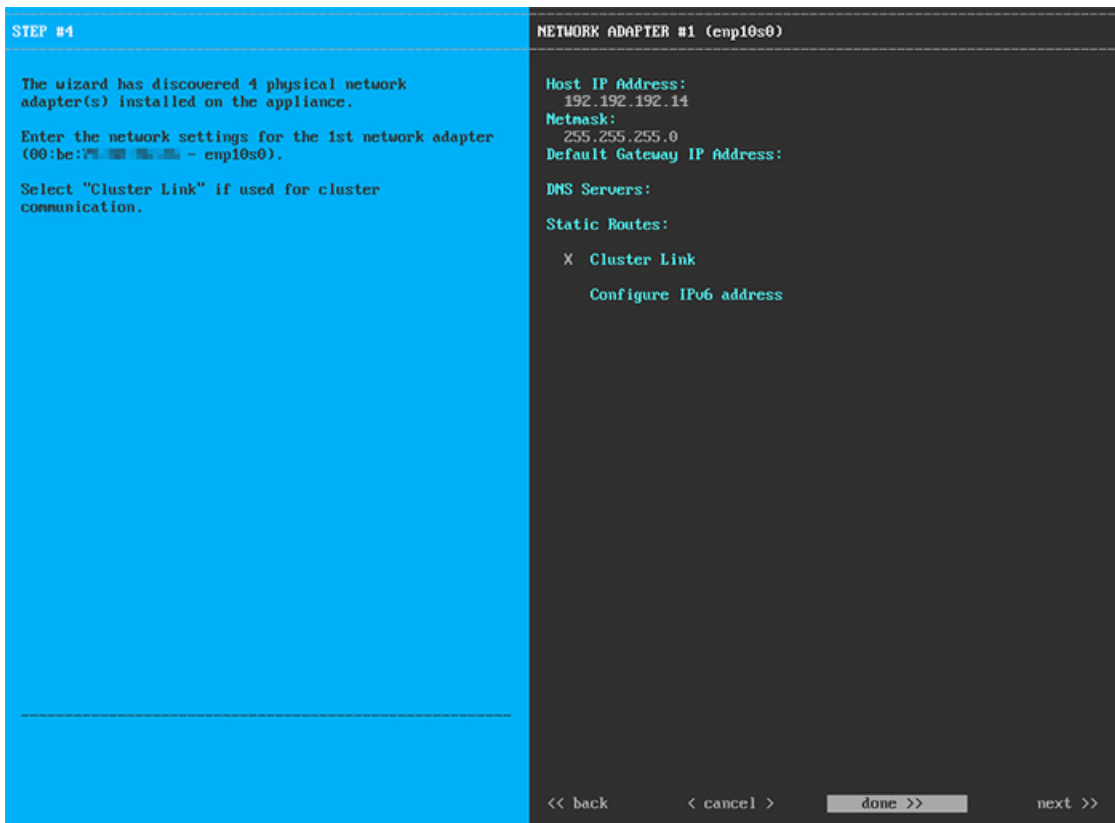 STEP #4
The wizard has discovered 4 physical network
adapter(s) installed on the appliance.
Enter the network settings for the 1st network adapter
(00:be: - enp10s0).
Select "Cluster Link" if used for cluster
communication.
NETWORK ADAPTER #1 (enp10s0)
Host IP Address:
192.192.192.14
Netmask:
255.255.255.0
Default Gateway IP Address:
DNS Servers:
Static Routes:
X Cluster Link
Configure IPv6 address
<< back < cancel > done >> next >>